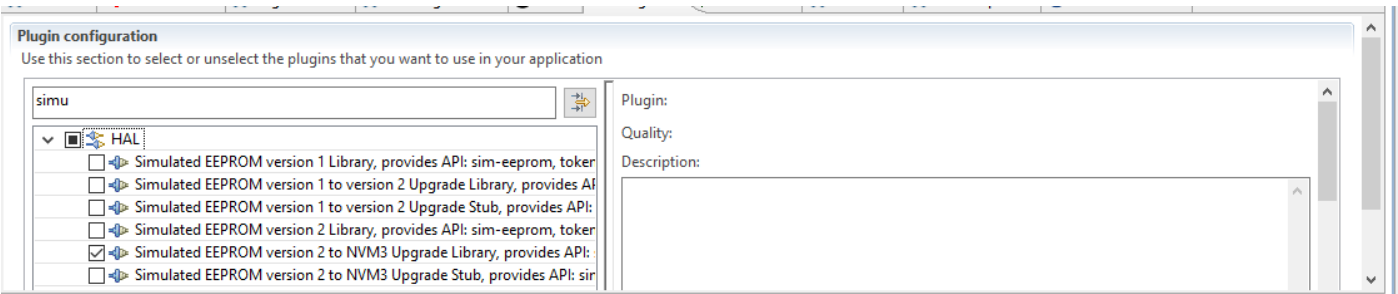 Plugin configuration
Use this section to select or unselect the plugins that you want to use in your application
simu
HAL
Simulated EEPROM version 1 Library, provides API: sim-eeprom, token
Simulated EEPROM version 1 to version 2 Upgrade Library, provides AP
Simulated EEPROM version 1 to version 2 Upgrade Stub, provides API:
Simulated EEPROM version 2 Library, provides API: sim-eeprom, token
Simulated EEPROM version 2 to NVM3 Upgrade Library, provides API:
Simulated EEPROM version 2 to NVM3 Upgrade Stub, provides API: sim
Plugin:
Quality:
Description: